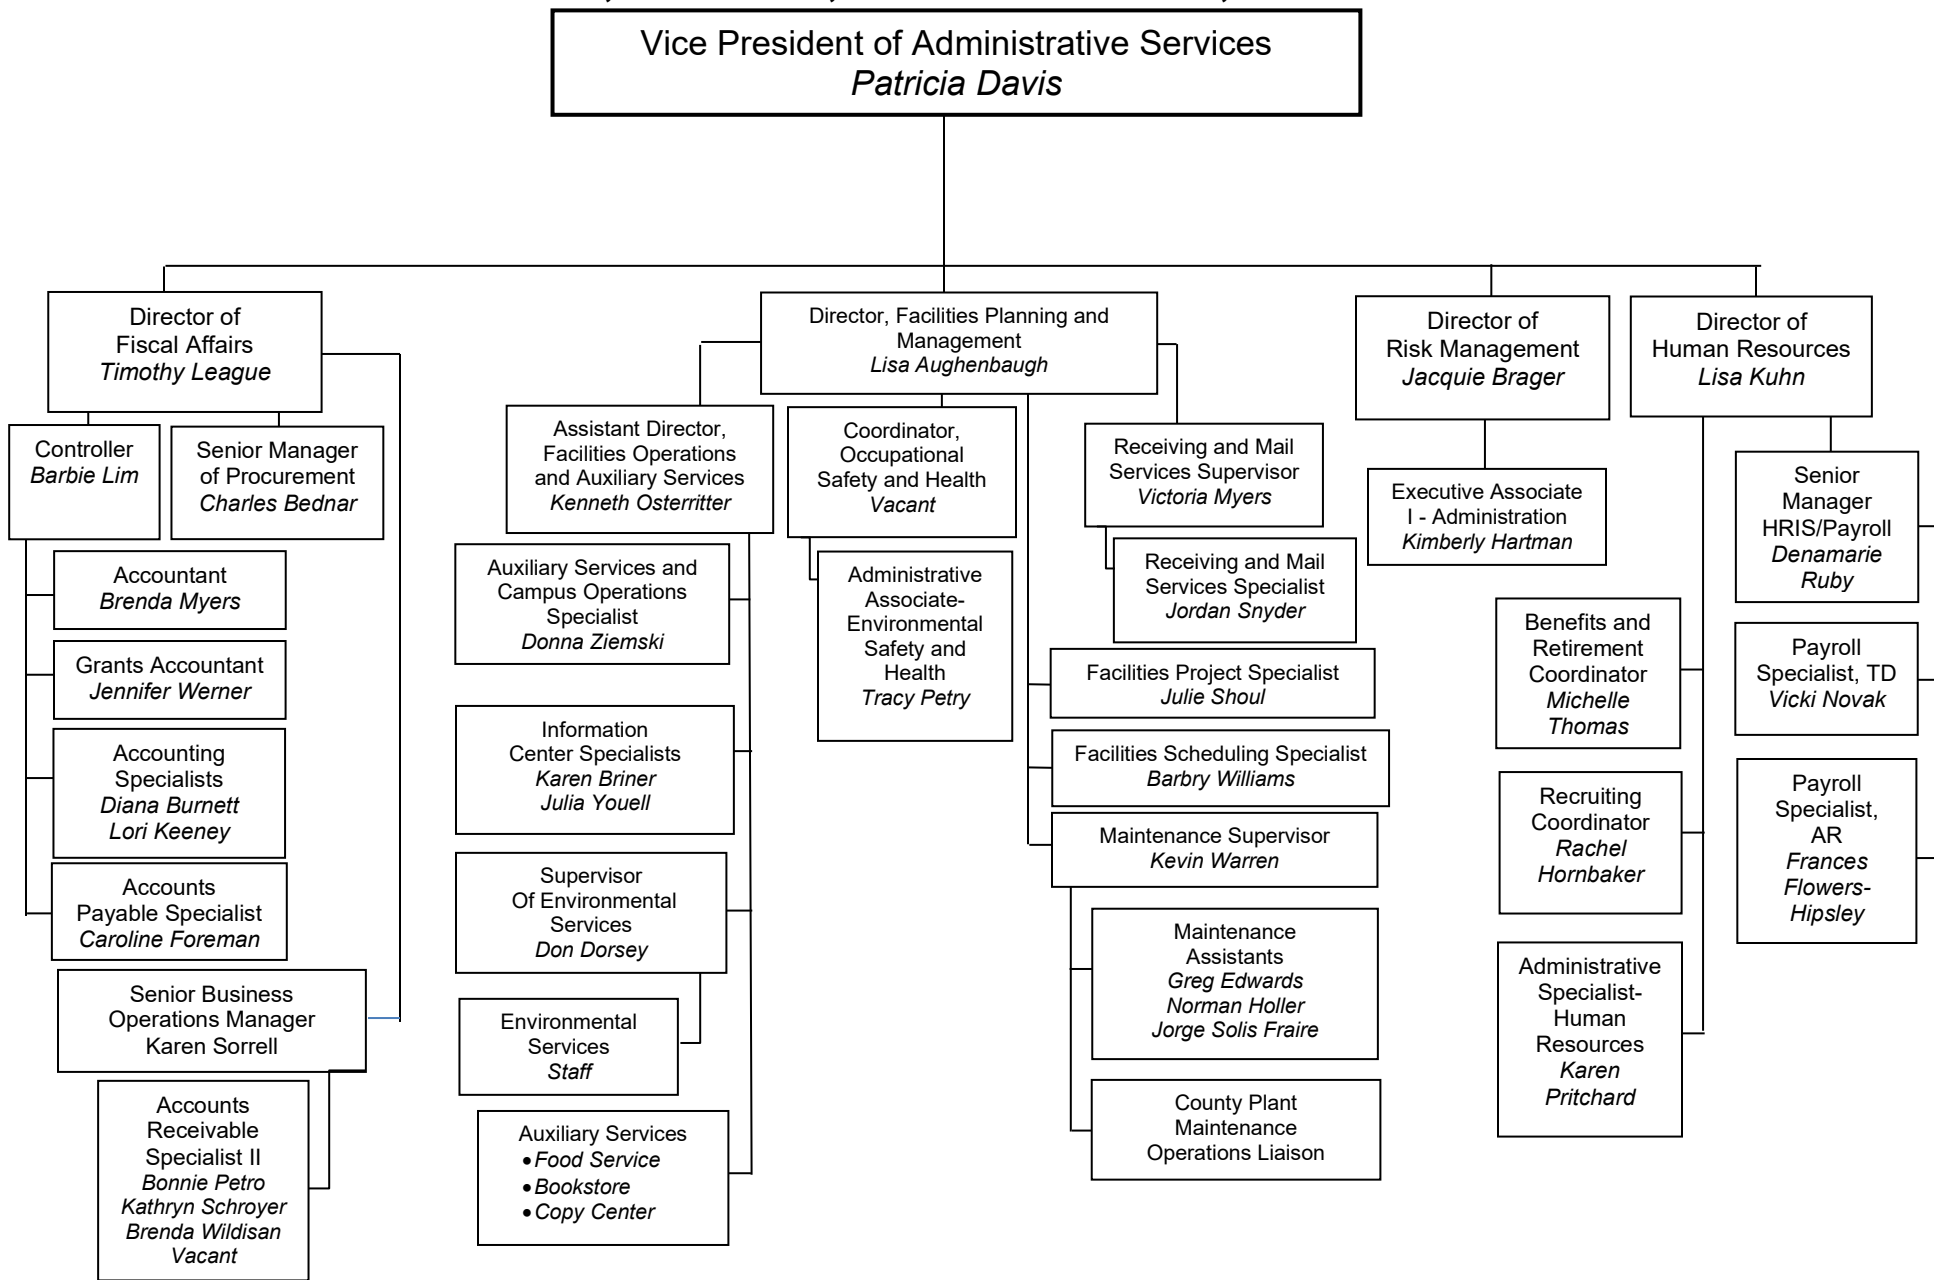 Vice President of Administrative Services
Patricia Davis
Director of
Fiscal Affairs
Timothy League
Director, Facilities Planning and
Management
Lisa Aughenbaugh
Director of
Risk Management
Jacquie Brager
Director of
Human Resources
Lisa Kuhn
Controller
Barbie Lim
Senior Manager
of Procurement
Charles Bednar
Accountant
Brenda Myers
Grants Accountant
Jennifer Werner
Accounting
Specialists
Diana Burnett
Lori Keeney
Accounts
Payable Specialist
Caroline Foreman
Senior Business
Operations Manager
Karen Sorrell
Accounts
Receivable
Specialist II
Bonnie Petro
Kathryn Schroyer
Brenda Wildisan
Vacant
Assistant Director,
Facilities Operations
and Auxiliary Services
Kenneth Osterritter
Auxiliary Services and
Campus Operations
Specialist
Donna Ziemski
Information
Center Specialists
Karen Briner
Julia Youell
Supervisor
Of Environmental
Services
Don Dorsey
Environmental
Services
Staff
Auxiliary Services
• Food Service
• Bookstore
• Copy Center
Coordinator,
Occupational
Safety and Health
Vacant
Administrative
Associate-
Environmental
Safety and
Health
Tracy Petry
Receiving and Mail
Services Supervisor
Victoria Myers
Receiving and Mail
Services Specialist
Jordan Snyder
Facilities Project Specialist
Julie Shoul
Facilities Scheduling Specialist
Barbry Williams
Maintenance Supervisor
Kevin Warren
Maintenance
Assistants
Greg Edwards
Norman Holler
Jorge Solis Fraire
County Plant
Maintenance
Operations Liaison
Executive Associate
I - Administration
Kimberly Hartman
Benefits and
Retirement
Coordinator
Michelle
Thomas
Recruiting
Coordinator
Rachel
Hornbaker
Administrative
Specialist-
Human
Resources
Karen
Pritchard
Senior
Manager
HRIS/Payroll
Denamarie
Ruby
Payroll
Specialist, TD
Vicki Novak
Payroll
Specialist,
AR
Frances
Flowers-
Hipsley